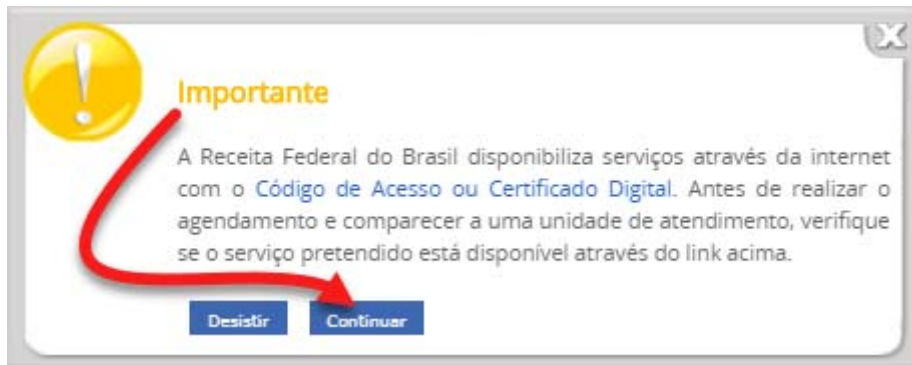 Importante
A Receita Federal do Brasil disponibiliza serviços através da internet
com o Código de Acesso ou Certificado Digital. Antes de realizar o
agendamento e comparecer a uma unidade de atendimento, verifique
se o serviço pretendido está disponível através do link acima.
Desistir Continuar